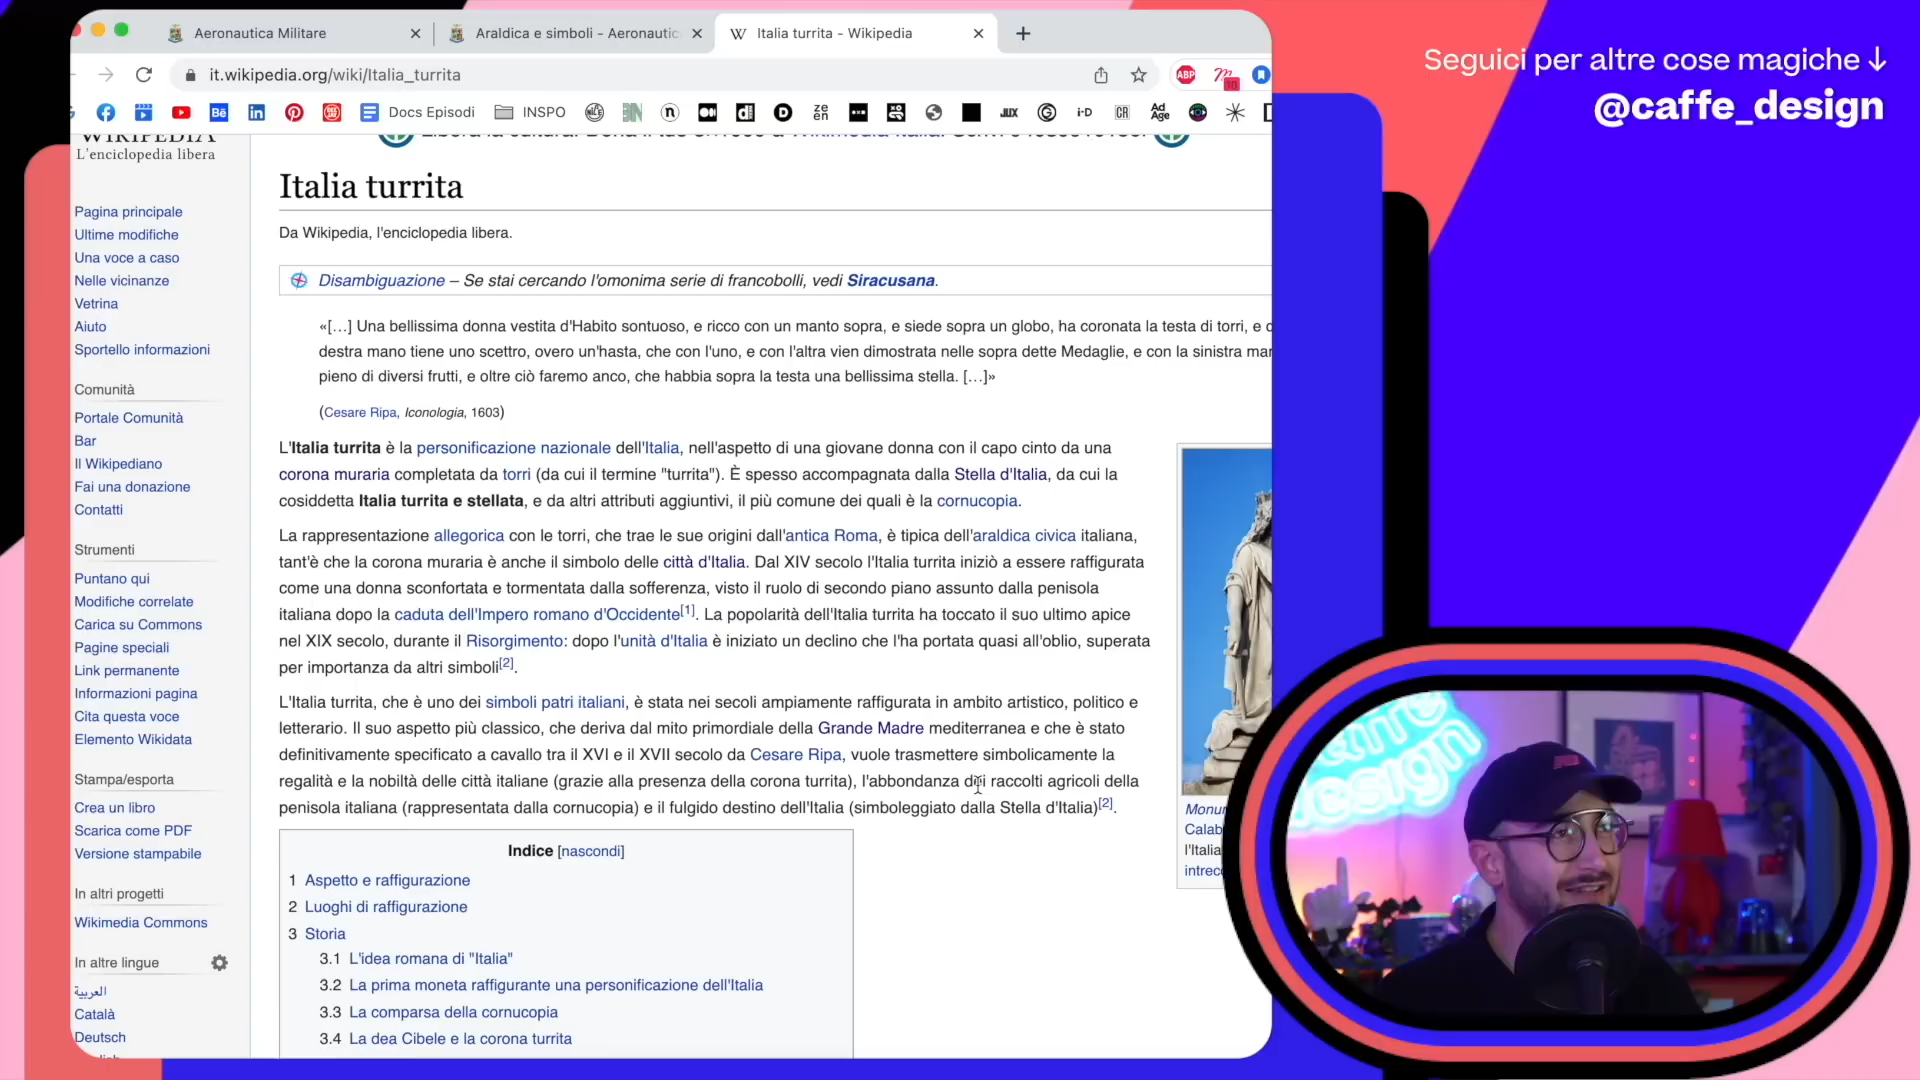 Aeronautica Militare
Araldica e simboli - Aeronautic
Italia turrita - Wikipedia
Seguici per altre cose magiche ↓
@caffe_design
it.wikipedia.org/wiki/Italia_turrita
ABP
Bē
in
Docs Episodi
INSPO
ze
en
JUX
i-D
CR
Ad
Age
WIKIPEDIA
L'enciclopedia libera
Italia turrita
Da Wikipedia, l'enciclopedia libera.
Disambiguazione – Se stai cercando l'omonima serie di francobolli, vedi Siracusana.
«[…] Una bellissima donna vestita d'Habito sontuoso, e ricco con un manto sopra, e siede sopra un globo, ha coronata la testa di torri, e
destra mano tiene uno scettro, overo un'hasta, che con l'uno, e con l'altra vien dimostrata nelle sopra dette Medaglie, e con la sinistra
pieno di diversi frutti, e oltre ciò faremo anco, che habbia sopra la testa una bellissima stella. […]»
(Cesare Ripa, Iconologia, 1603)
L'Italia turrita è la personificazione nazionale dell'Italia, nell'aspetto di una giovane donna con il capo cinto da una
corona muraria completata da torri (da cui il termine "turrita"). È spesso accompagnata dalla Stella d'Italia, da cui la
cosiddetta Italia turrita e stellata, e da altri attributi aggiuntivi, il più comune dei quali è la cornucopia.
La rappresentazione allegorica con le torri, che trae le sue origini dall'antica Roma, è tipica dell'araldica civica italiana,
tant'è che la corona muraria è anche il simbolo delle città d'Italia. Dal XIV secolo l'Italia turrita iniziò a essere raffigurata
come una donna sconfortata e tormentata dalla sofferenza, visto il ruolo di secondo piano assunto dalla penisola
italiana dopo la caduta dell'Impero romano d'Occidente[1]. La popolarità dell'Italia turrita ha toccato il suo ultimo apice
nel XIX secolo, durante il Risorgimento: dopo l'unità d'Italia è iniziato un declino che l'ha portata quasi all'oblio, superata
per importanza da altri simboli[2].
L'Italia turrita, che è uno dei simboli patri italiani, è stata nei secoli ampiamente raffigurata in ambito artistico, politico e
letterario. Il suo aspetto più classico, che deriva dal mito primordiale della Grande Madre mediterranea e che è stato
definitivamente specificato a cavallo tra il XVI e il XVII secolo da Cesare Ripa, vuole trasmettere simbolicamente la
regalità e la nobiltà delle città italiane (grazie alla presenza della corona turrita), l'abbondanza dei raccolti agricoli della
penisola italiana (rappresentata dalla cornucopia) e il fulgido destino dell'Italia (simboleggiato dalla Stella d'Italia)[2].
Indice [nascondi]
1 Aspetto e raffigurazione
2 Luoghi di raffigurazione
3 Storia
3.1 L'idea romana di "Italia"
3.2 La prima moneta raffigurante una personificazione dell'Italia
3.3 La comparsa della cornucopia
3.4 La dea Cibele e la corona turrita
Monu
Calab
l'Italia
intrec
Pagina principale
Ultime modifiche
Una voce a caso
Nelle vicinanze
Vetrina
Aiuto
Sportello informazioni
Comunità
Portale Comunità
Bar
Il Wikipediano
Fai una donazione
Contatti
Strumenti
Puntano qui
Modifiche correlate
Carica su Commons
Pagine speciali
Link permanente
Informazioni pagina
Cita questa voce
Elemento Wikidata
Stampa/esporta
Crea un libro
Scarica come PDF
Versione stampabile
In altri progetti
Wikimedia Commons
In altre lingue
العربية
Català
Deutsch
design